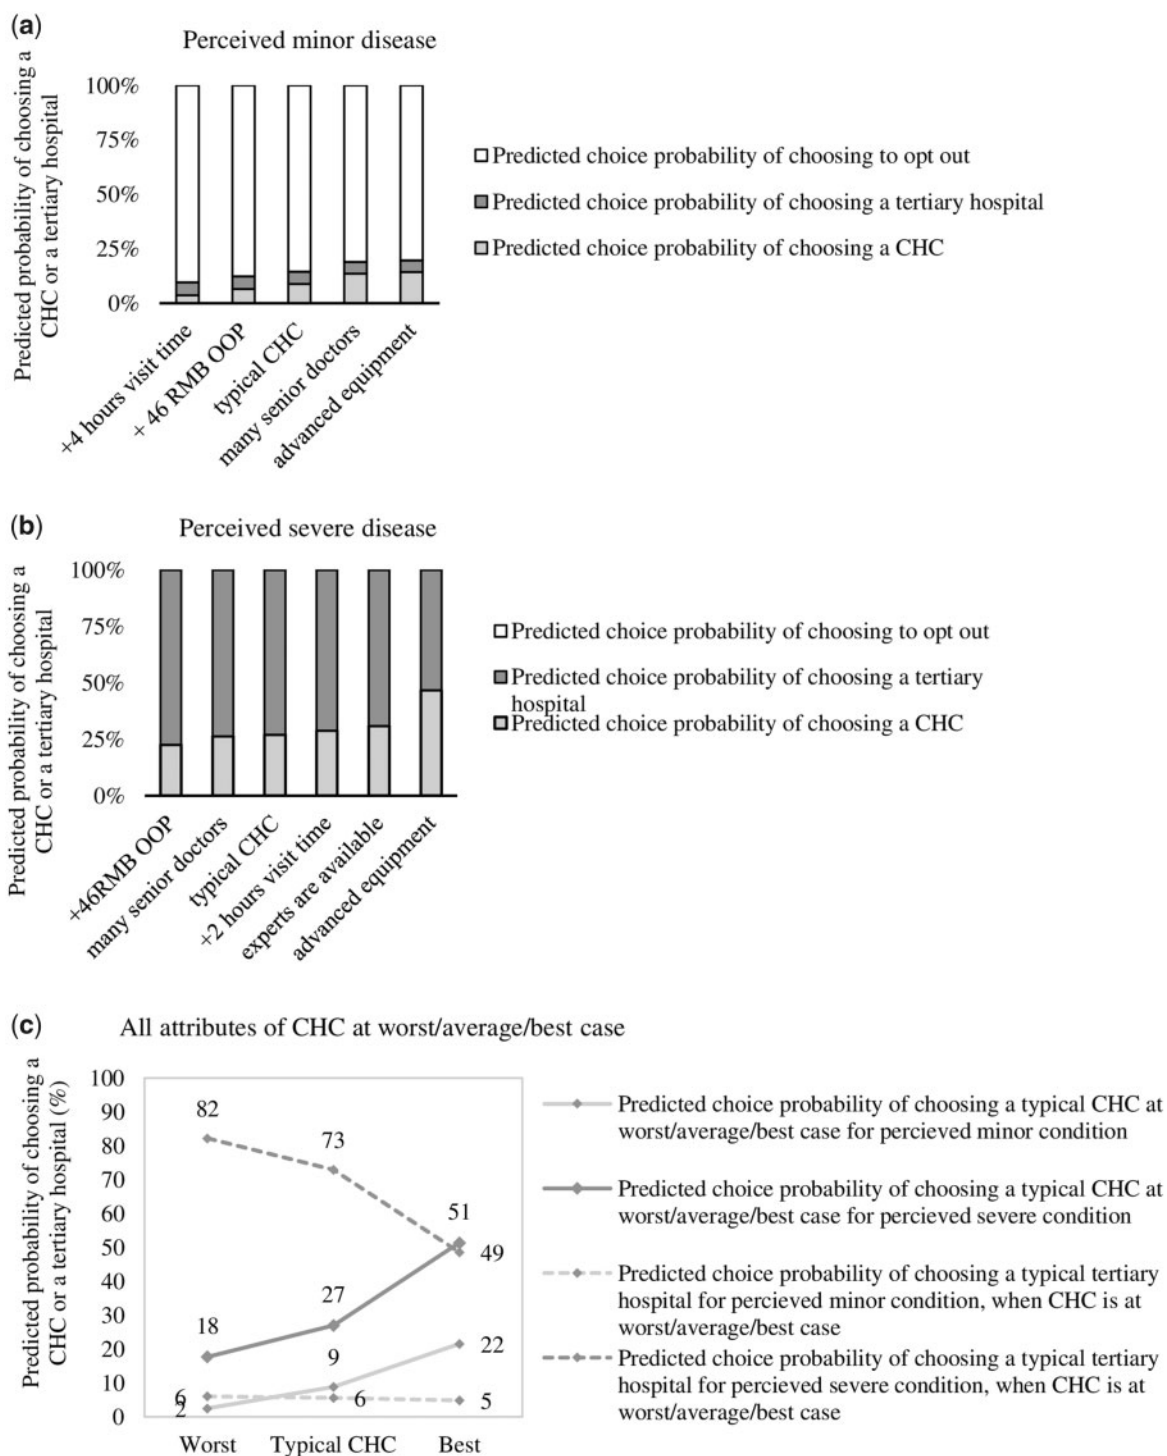 (a)
Perceived minor disease
Predicted probability of choosing a
CHC or a tertiary hospital
100%
75%
50%
25%
0%
+4 hours visit time
+ 46 RMB OOP
typical CHC
many senior doctors
advanced equipment
Predicted choice probability of choosing to opt out
Predicted choice probability of choosing a tertiary hospital
Predicted choice probability of choosing a CHC
(b)
Perceived severe disease
Predicted probability of choosing a
CHC or a tertiary hospital
100%
75%
50%
25%
0%
+46RMB OOP
many senior doctors
typical CHC
+2 hours visit time
experts are available
advanced equipment
Predicted choice probability of choosing to opt out
Predicted choice probability of choosing a tertiary
hospital
Predicted choice probability of choosing a CHC
(c)
All attributes of CHC at worst/average/best case
Predicted probability of choosing a
CHC or a tertiary hospital (%)
100
90
80
70
60
50
40
30
20
10
0
82
73
51
49
18
27
22
9
6
2
6
5
Worst
Typical CHC
Best
Predicted choice probability of choosing a typical CHC at
worst/average/best case for percieved minor condition
Predicted choice probability of choosing a typical CHC at
worst/average/best case for percieved severe condition
Predicted choice probability of choosing a typical tertiary
hospital for percieved minor condition, when CHC is at
worst/average/best case
Predicted choice probability of choosing a typical tertiary
hospital for percieved severe condition, when CHC is at
worst/average/best case